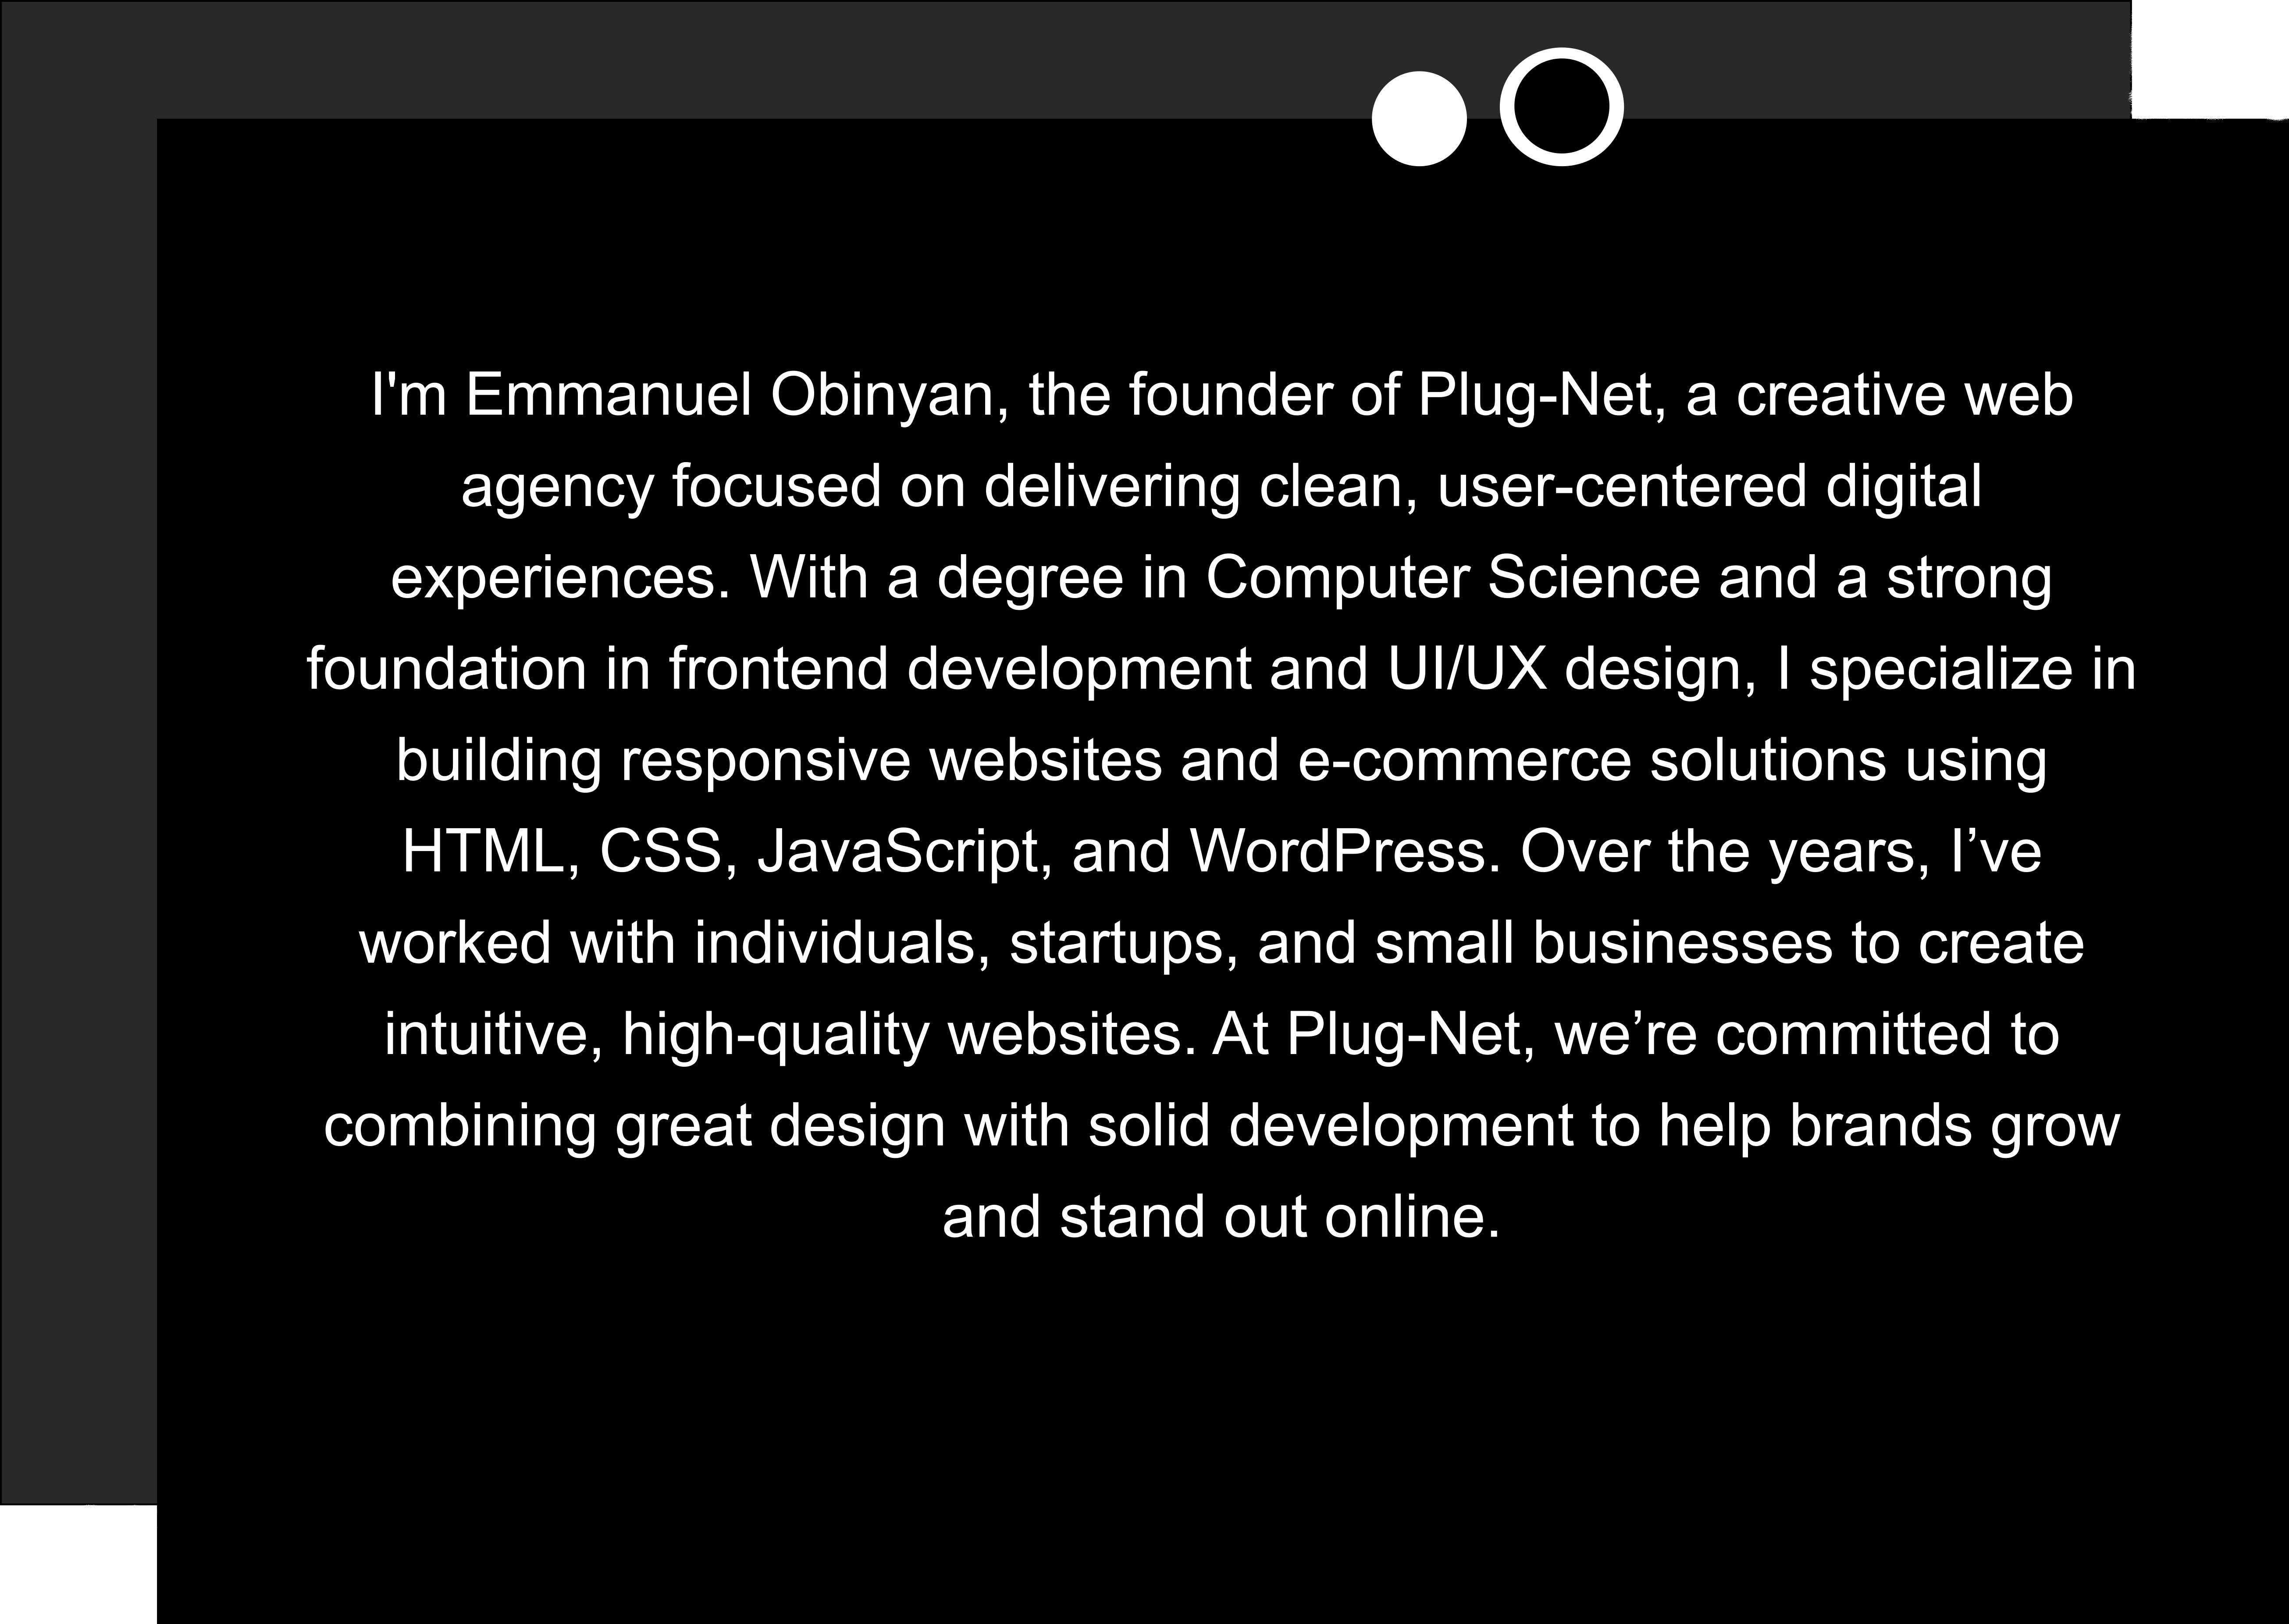 I'm Emmanuel Obinyan, the founder of Plug-Net, a creative web
agency focused on delivering clean, user-centered digital
experiences. With a degree in Computer Science and a strong
foundation in frontend development and UI/UX design, I specialize in
building responsive websites and e-commerce solutions using
HTML, CSS, JavaScript, and WordPress. Over the years, I’ve
worked with individuals, startups, and small businesses to create
intuitive, high-quality websites. At Plug-Net, we’re committed to
combining great design with solid development to help brands grow
and stand out online.